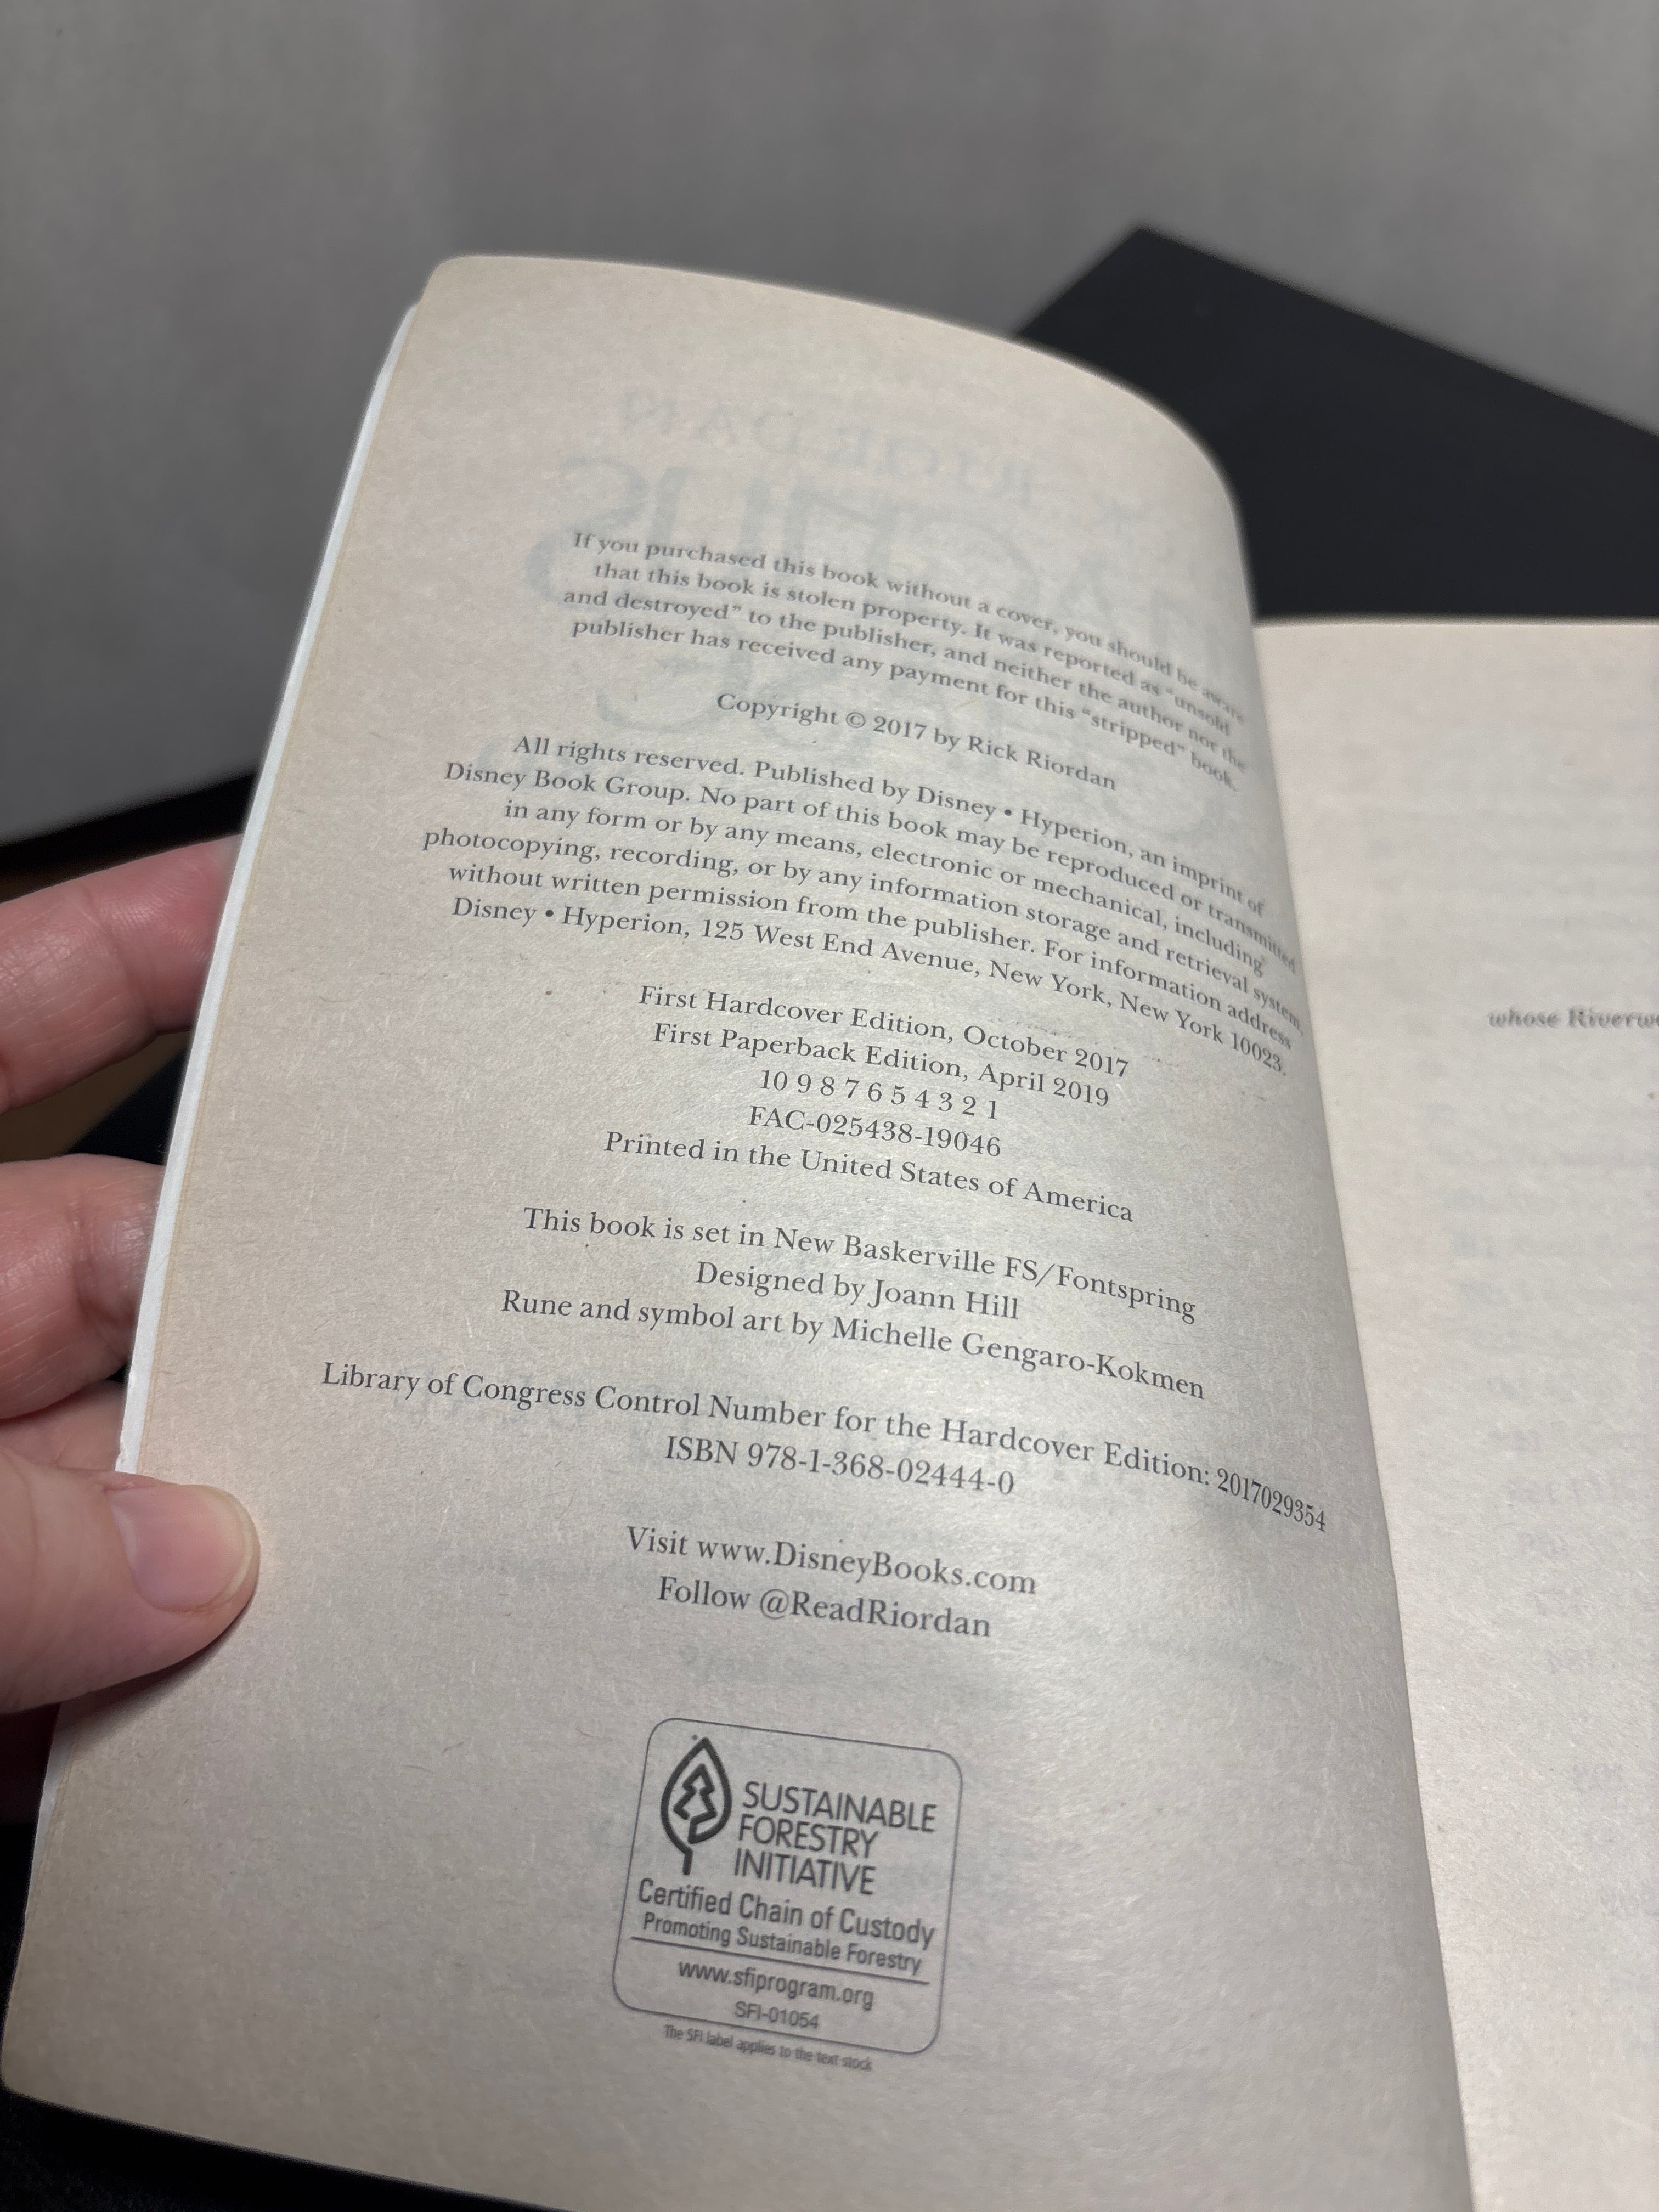 If you purchased this book without a cover, you should be aware
that this book is stolen property. It was reported as “unsold
and destroyed” to the publisher, and neither the author nor the
publisher has received any payment for this “stripped” book.
Copyright © 2017 by Rick Riordan
All rights reserved. Published by Disney • Hyperion, an imprint of
Disney Book Group. No part of this book may be reproduced or transmitted
in any form or by any means, electronic or mechanical, including
photocopying, recording, or by any information storage and retrieval system,
without written permission from the publisher. For information address
Disney • Hyperion, 125 West End Avenue, New York, New York 10023.
First Hardcover Edition, October 2017
First Paperback Edition, April 2019
10 9 8 7 6 5 4 3 2 1
FAC-025438-19046
Printed in the United States of America
This book is set in New Baskerville FS/Fontspring
Designed by Joann Hill
Rune and symbol art by Michelle Gengaro-Kokmen
Library of Congress Control Number for the Hardcover Edition: 2017029354
ISBN 978-1-368-02444-0
Visit www.DisneyBooks.com
Follow @ReadRiordan
SUSTAINABLE
FORESTRY
INITIATIVE
Certified Chain of Custody
Promoting Sustainable Forestry
www.sfiprogram.org
SFI-01054
The SFI label applies to the text stock
whose